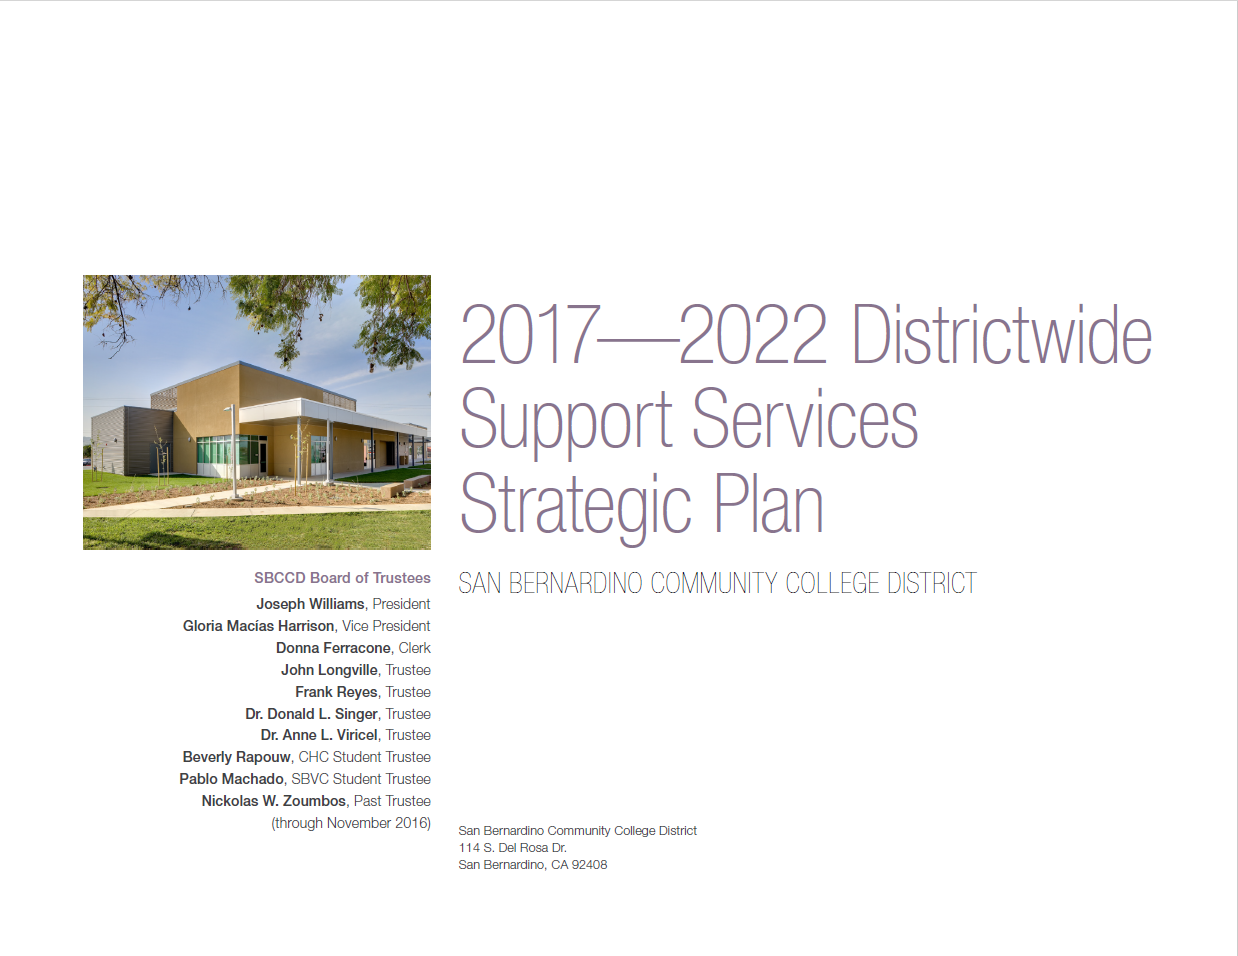 2017—2022 Districtwide
Support Services
Strategic Plan
SAN BERNARDINO COMMUNITY COLLEGE DISTRICT
SBCCD Board of Trustees
Joseph Williams, President
Gloria Macías Harrison, Vice President
Donna Ferracone, Clerk
John Longville, Trustee
Frank Reyes, Trustee
Dr. Donald L. Singer, Trustee
Dr. Anne L. Viricel, Trustee
Beverly Rapouw, CHC Student Trustee
Pablo Machado, SBVC Student Trustee
Nickolas W. Zoumbos, Past Trustee
(through November 2016)
San Bernardino Community College District
114 S. Del Rosa Dr.
San Bernardino, CA 92408